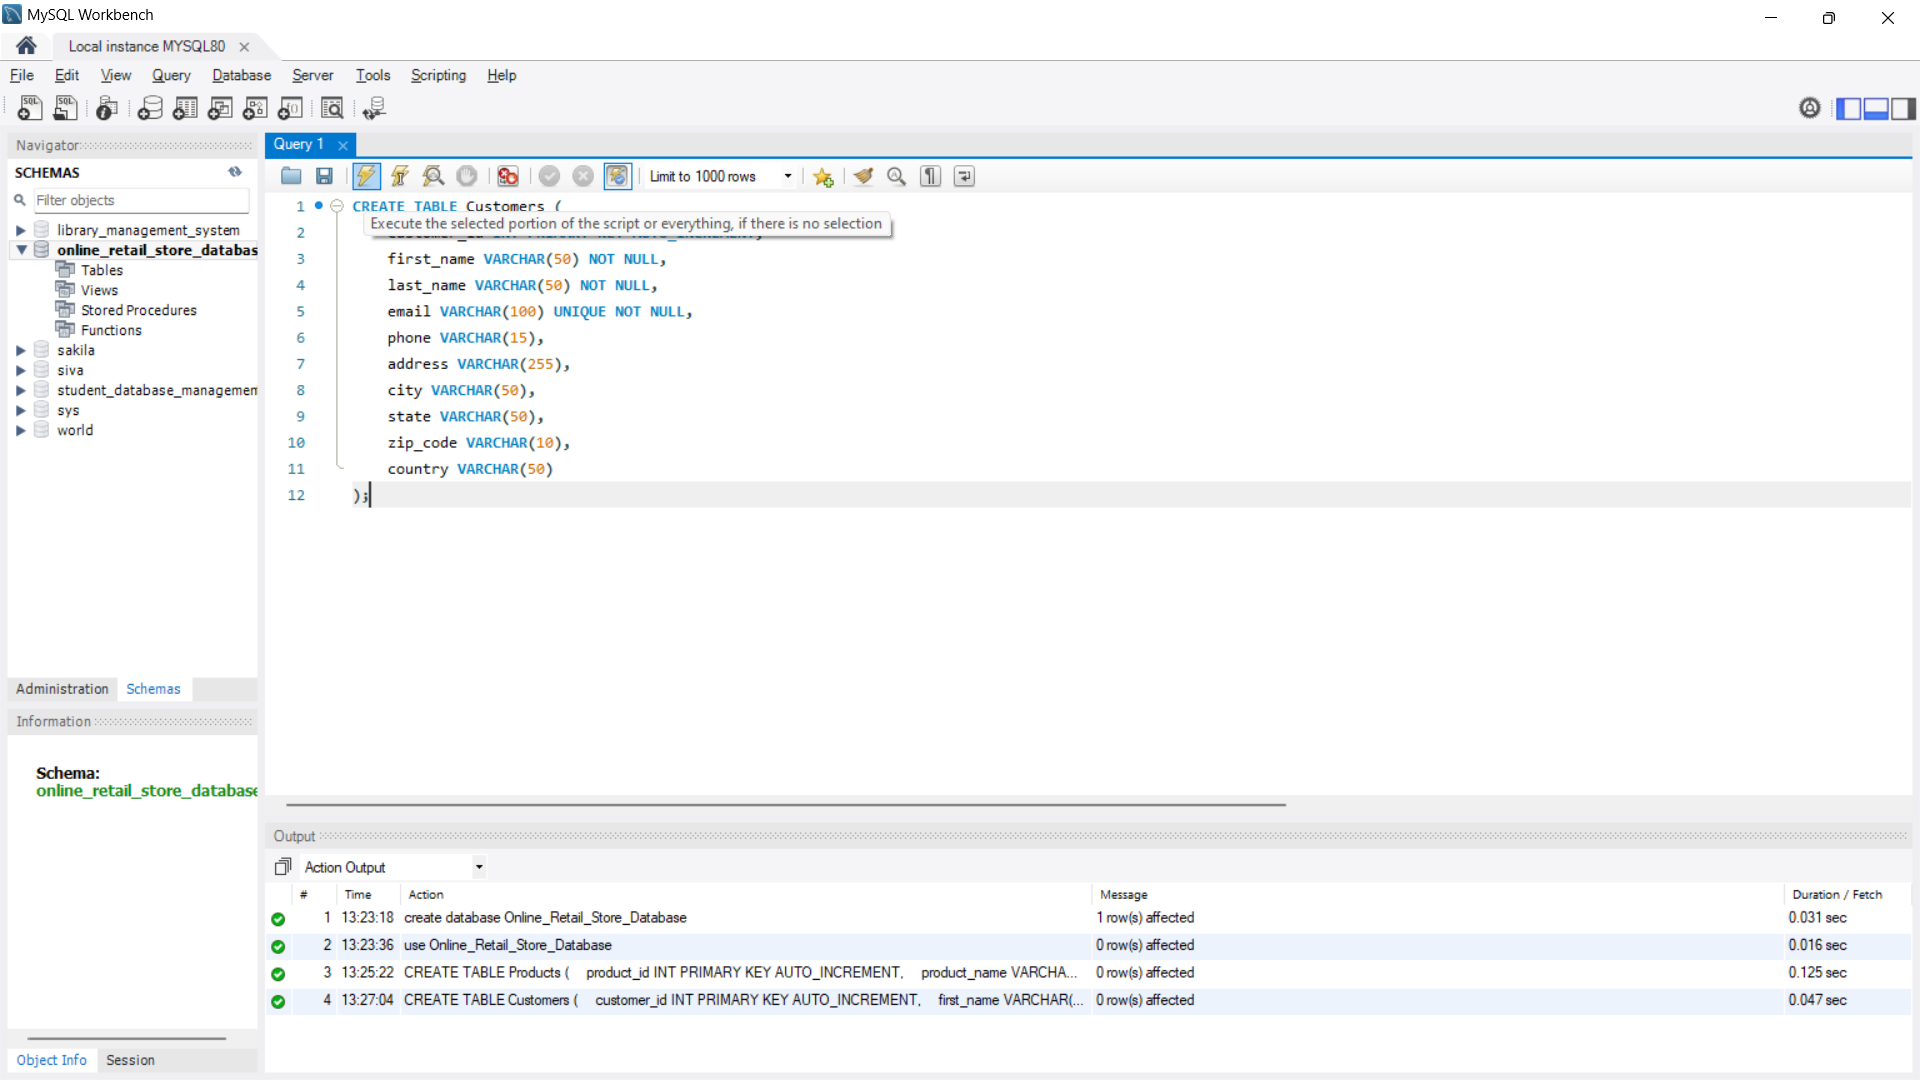 MySQL Workbench
Local instance MYSQL80
File Edit View Query Database Server Tools Scripting Help
Navigator
SCHEMAS
Filter objects
library_management_system
online_retail_store_databas
Tables
Views
Stored Procedures
Functions
sakila
siva
student_database_managemen
sys
world
Administration Schemas
Information
Schema:
online_retail_store_database
Object Info Session
Query 1
Limit to 1000 rows
1 CREATE TABLE Customers (
Execute the selected portion of the script or everything, if there is no selection
2
3 first_name VARCHAR(50) NOT NULL,
4 last_name VARCHAR(50) NOT NULL,
5 email VARCHAR(100) UNIQUE NOT NULL,
6 phone VARCHAR(15),
7 address VARCHAR(255),
8 city VARCHAR(50),
9 state VARCHAR(50),
10 zip_code VARCHAR(10),
11 country VARCHAR(50)
12 );
Output
Action Output
# Time Action Message Duration / Fetch
1 13:23:18 create database Online_Retail_Store_Database 1 row(s) affected 0.031 sec
2 13:23:36 use Online_Retail_Store_Database 0 row(s) affected 0.016 sec
3 13:25:22 CREATE TABLE Products ( product_id INT PRIMARY KEY AUTO_INCREMENT, product_name VARCHA... 0 row(s) affected 0.125 sec
4 13:27:04 CREATE TABLE Customers ( customer_id INT PRIMARY KEY AUTO_INCREMENT, first_name VARCHAR(... 0 row(s) affected 0.047 sec